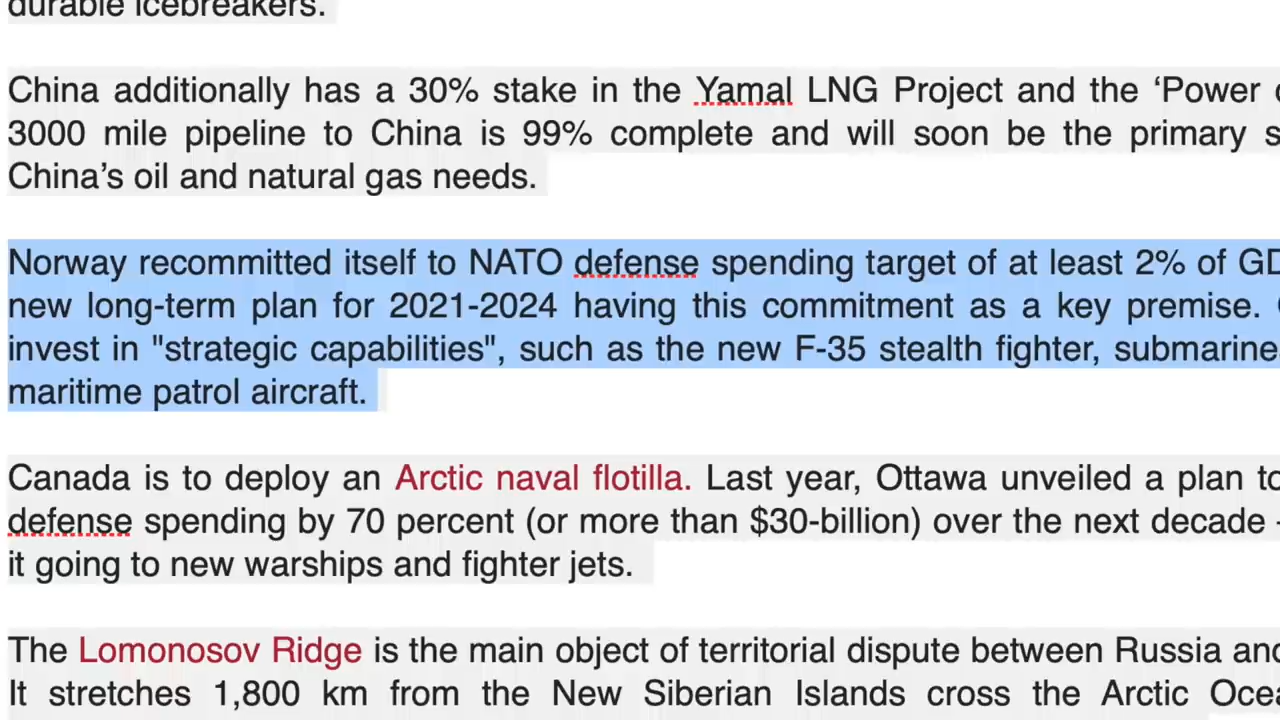 durable icebreakers.
China additionally has a 30% stake in the Yamal LNG Project and the ‘Power
3000 mile pipeline to China is 99% complete and will soon be the primary
China’s oil and natural gas needs.
Norway recommitted itself to NATO defense spending target of at least 2% of
new long-term plan for 2021-2024 having this commitment as a key premise.
invest in "strategic capabilities", such as the new F-35 stealth fighter, submarine
maritime patrol aircraft.
Canada is to deploy an Arctic naval flotilla. Last year, Ottawa unveiled a plan to
defense spending by 70 percent (or more than $30-billion) over the next decade -
it going to new warships and fighter jets.
The Lomonosov Ridge is the main object of territorial dispute between Russia and
It stretches 1,800 km from the New Siberian Islands cross the Arctic